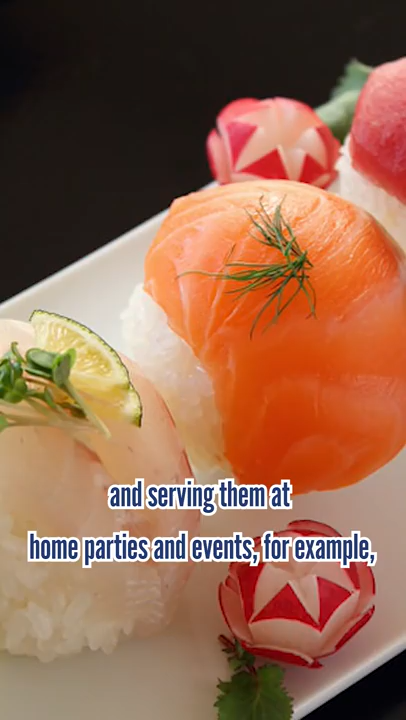 and serving them at
home parties and events, for example,